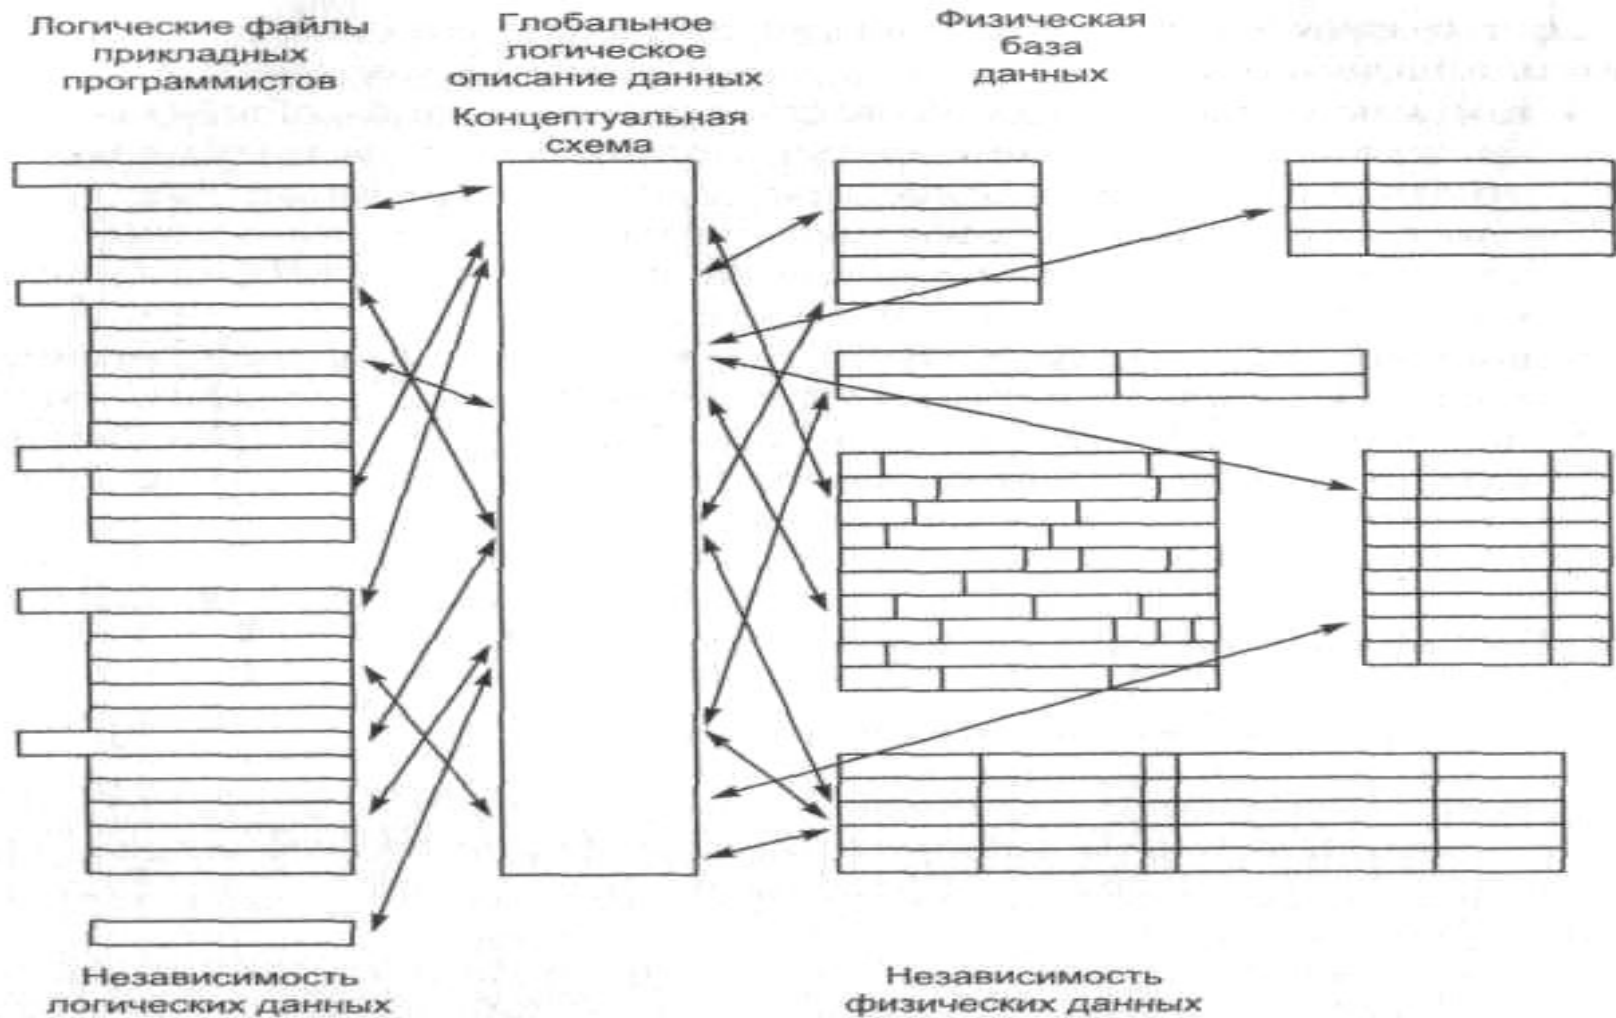 Логические файлы
прикладных
программистов
Глобальное
логическое
описание данных
Концептуальная
схема
Физическая
база
данных
Независимость
логических данных
Независимость
физических данных